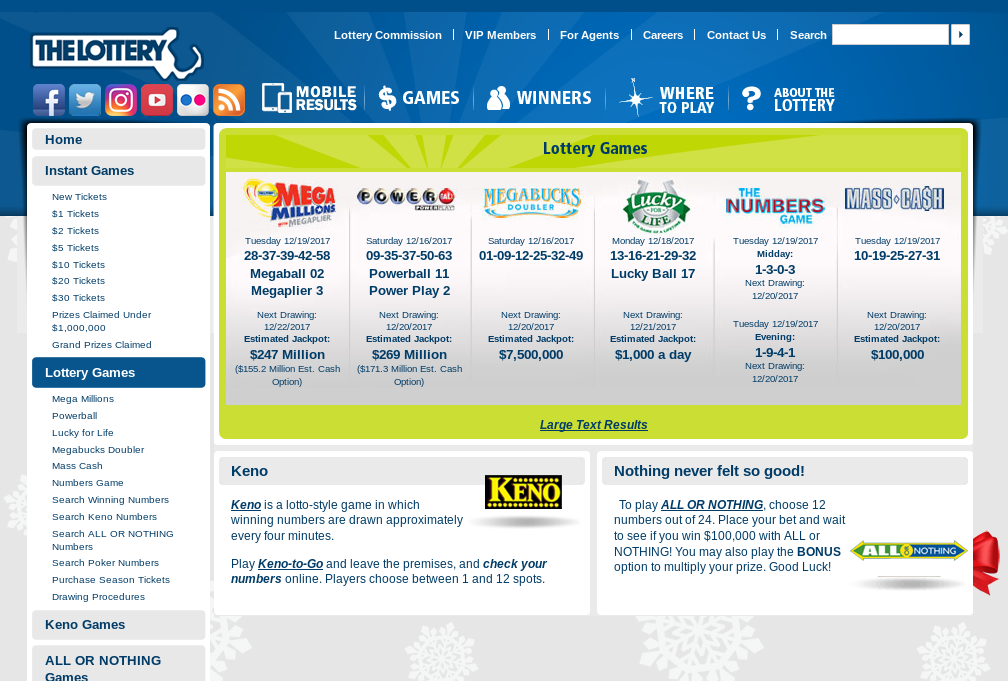 Lottery Commission
VIP Members
For Agents
Careers
Contact Us
Search
THE LOTTERY
MOBILE
RESULTS
GAMES
WINNERS
WHERE
TO PLAY
ABOUT THE
LOTTERY
Home
Instant Games
New Tickets
$1 Tickets
$2 Tickets
$5 Tickets
$10 Tickets
$20 Tickets
$30 Tickets
Prizes Claimed Under
$1,000,000
Grand Prizes Claimed
Lottery Games
Mega Millions
Powerball
Lucky for Life
Megabucks Doubler
Mass Cash
Numbers Game
Search Winning Numbers
Search Keno Numbers
Search ALL OR NOTHING
Numbers
Search Poker Numbers
Purchase Season Tickets
Drawing Procedures
Keno Games
ALL OR NOTHING
Games
Lottery Games
MEGA
MILLIONS
WITH MEGAPLIER
Tuesday 12/19/2017
28-37-39-42-58
Megaball 02
Megaplier 3
Next Drawing:
12/22/2017
Estimated Jackpot:
$247 Million
($155.2 Million Est. Cash
Option)
POWERBALL
POWER PLAY
Saturday 12/16/2017
09-35-37-50-63
Powerball 11
Power Play 2
Next Drawing:
12/20/2017
Estimated Jackpot:
$269 Million
($171.3 Million Est. Cash
Option)
MEGABUCKS
DOUBLER
Saturday 12/16/2017
01-09-12-25-32-49
Next Drawing:
12/20/2017
Estimated Jackpot:
$7,500,000
Lucky
FOR
LIFE
Monday 12/18/2017
13-16-21-29-32
Lucky Ball 17
Next Drawing:
12/21/2017
Estimated Jackpot:
$1,000 a day
THE
NUMBERS
GAME
Tuesday 12/19/2017
Midday:
1-3-0-3
Next Drawing:
12/20/2017
Tuesday 12/19/2017
Evening:
1-9-4-1
Next Drawing:
12/20/2017
MASS CA$H
Tuesday 12/19/2017
10-19-25-27-31
Next Drawing:
12/20/2017
Estimated Jackpot:
$100,000
Large Text Results
Keno
KENO
Keno is a lotto-style game in which
winning numbers are drawn approximately
every four minutes.
Play Keno-to-Go and leave the premises, and check your
numbers online. Players choose between 1 and 12 spots.
Nothing never felt so good!
To play ALL OR NOTHING, choose 12
numbers out of 24. Place your bet and wait
to see if you win $100,000 with ALL or
NOTHING! You may also play the BONUS
option to multiply your prize. Good Luck!
ALL OR NOTHING